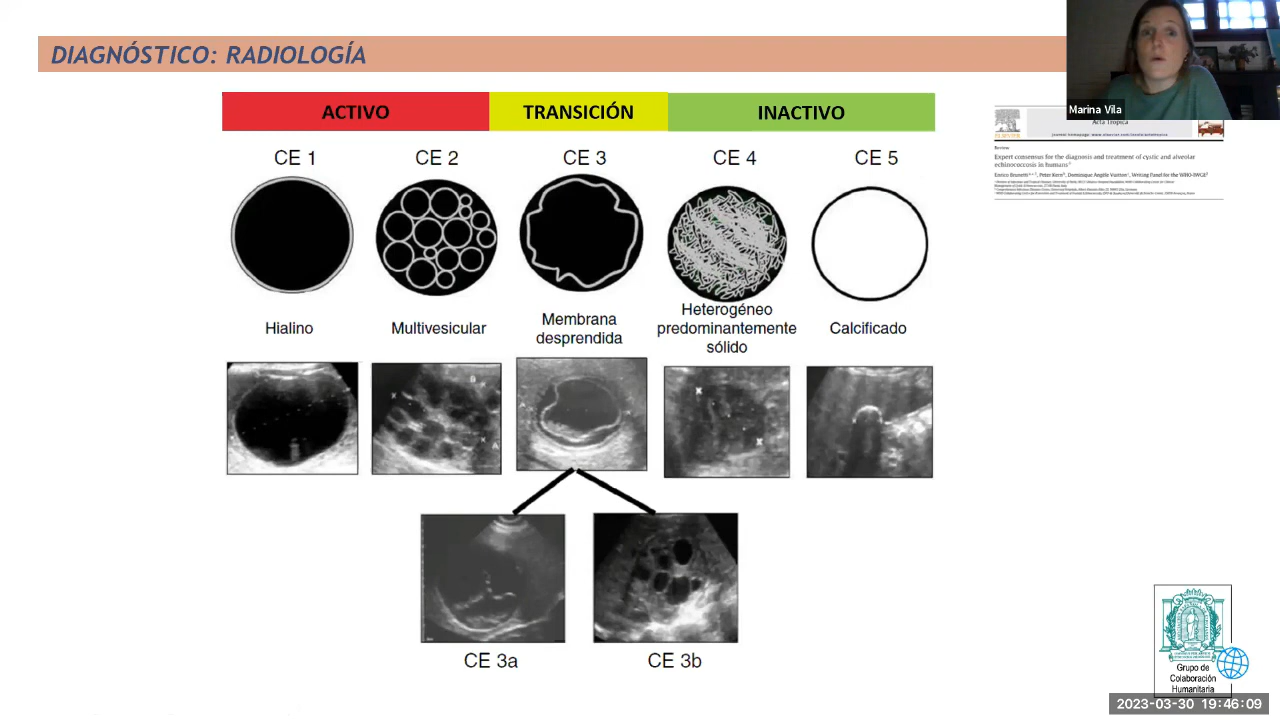 DIAGNÓSTICO: RADIOLOGÍA
Marina Vila
ACTIVO
TRANSICIÓN
INACTIVO
Acta Tropica
Review
Expert consensus for the diagnosis and treatment of cystic and alveolar
echinococcosis in humans
CE 1
CE 2
CE 3
CE 4
CE 5
Hialino
Multivesicular
Membrana
desprendida
Heterogéneo
predominantemente
sólido
Calcificado
CE 3a
CE 3b
Grupo de
Colaboración
Humanitaria
2023-03-30 19:46:09